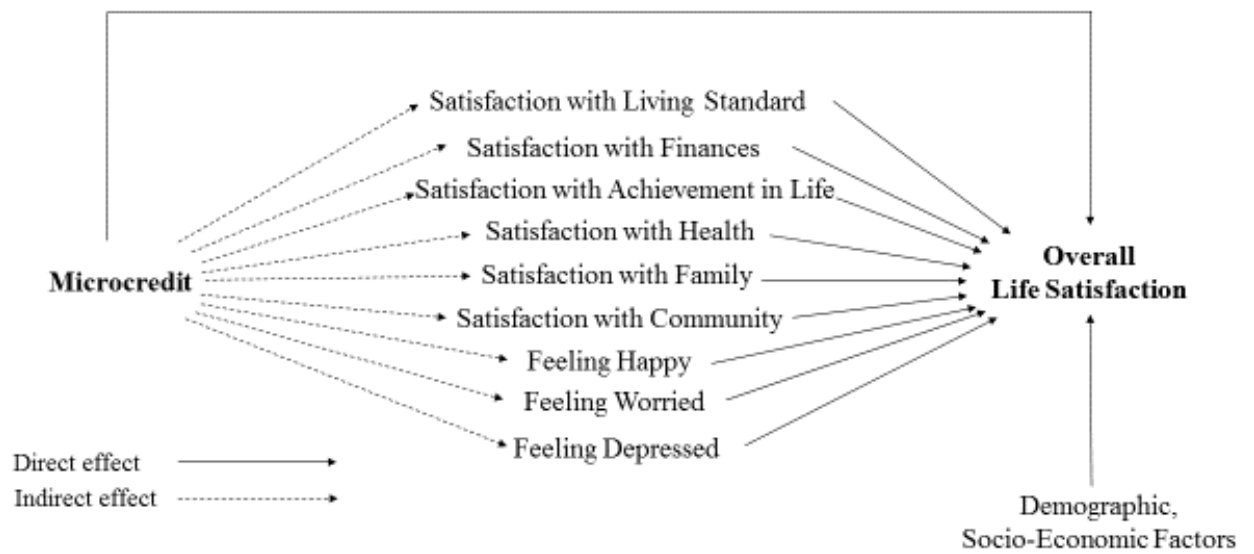 Satisfaction with Living Standard
Satisfaction with Finances
Satisfaction with Achievement in Life
Satisfaction with Health
Satisfaction with Family
Satisfaction with Community
Feeling Happy
Feeling Worried
Feeling Depressed
Microcredit
Overall
Life Satisfaction
Direct effect
Indirect effect
Demographic,
Socio-Economic Factors